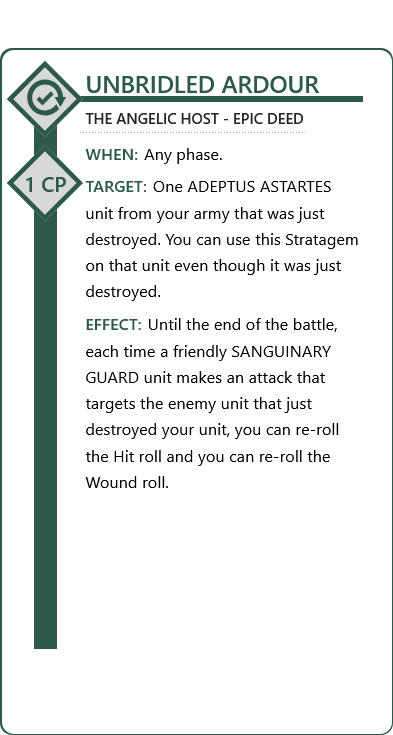 UNBRIDLED ARDOUR
THE ANGELIC HOST - EPIC DEED
WHEN: Any phase.
1 CP
TARGET: One ADEPTUS ASTARTES
unit from your army that was just
destroyed. You can use this Stratagem
on that unit even though it was just
destroyed.
EFFECT: Until the end of the battle,
each time a friendly SANGUINARY
GUARD unit makes an attack that
targets the enemy unit that just
destroyed your unit, you can re-roll
the Hit roll and you can re-roll the
Wound roll.